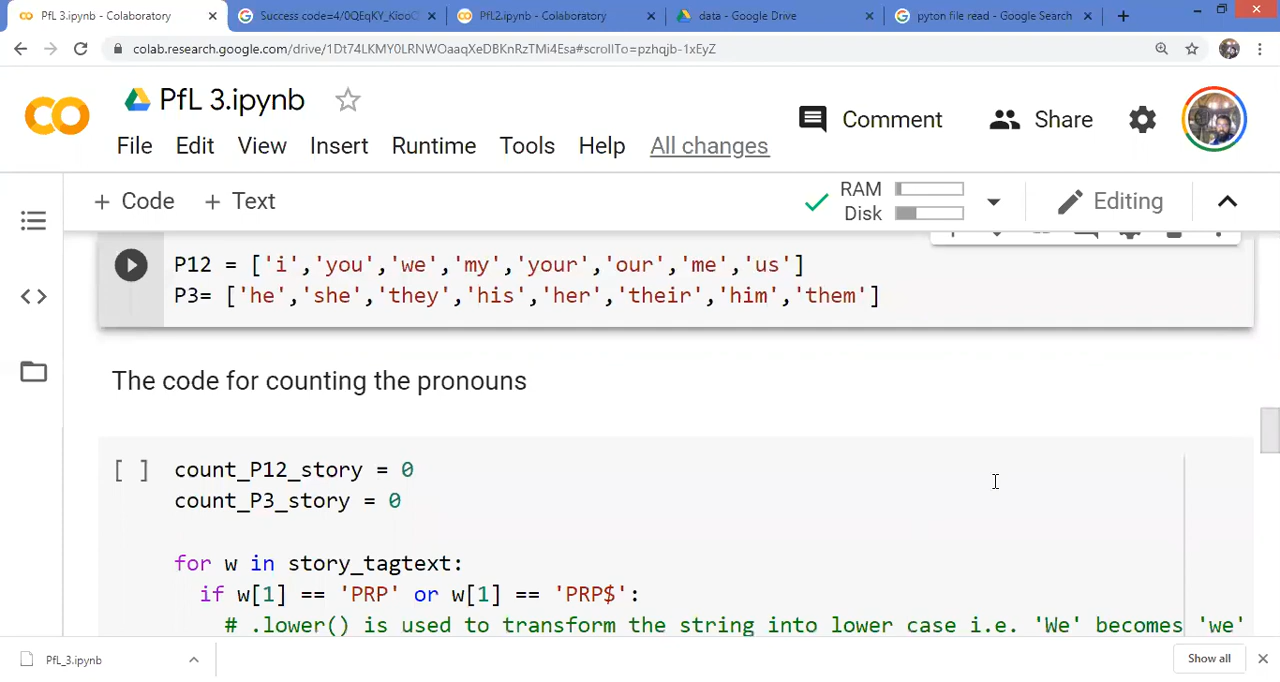 PfL 3.ipynb - Colaboratory
Success code=4/0QEqKY_KiooC
PfL2.ipynb - Colaboratory
data - Google Drive
pyton file read - Google Search
colab.research.google.com/drive/1Dt74LKMY0LRNWOaaqXeDBKnRzTMi4Esa#scrollTo=pzhqjb-1xEyZ
PfL 3.ipynb
Comment
Share
File Edit View Insert Runtime Tools Help All changes
+ Code + Text
RAM
Disk
Editing
P12 = ['i','you','we','my','your','our','me','us']
P3= ['he','she','they','his','her','their','him','them']
The code for counting the pronouns
[ ] count_P12_story = 0
count_P3_story = 0
for w in story_tagtext:
if w[1] == 'PRP' or w[1] == 'PRP$':
# .lower() is used to transform the string into lower case i.e. 'We' becomes 'we'
PfL_3.ipynb
Show all